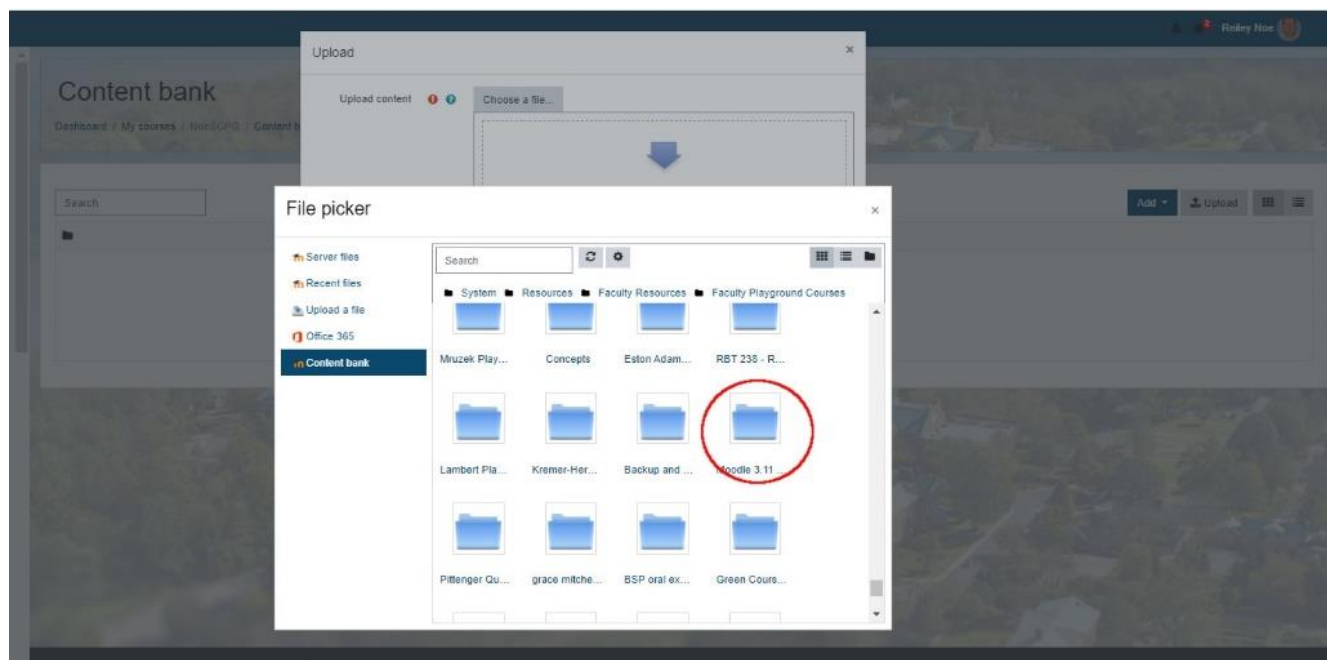 Reiley Noe
Upload ×
Content bank
Upload content Choose a file...
Dashboard / My courses / / Content b
Search
Add Upload
File picker ×
Server files
Recent files
Upload a file
Office 365
Content bank
Search
System Resources Faculty Resources Faculty Playground Courses
Mruzek Play... Concepts Eston Adam... RBT 238 - R...
Lambert Pla... Kremer-Her... Backup and ... Moodle 3.11 ...
Pittenger Qu... grace mitche... BSP oral ex... Green Cours...